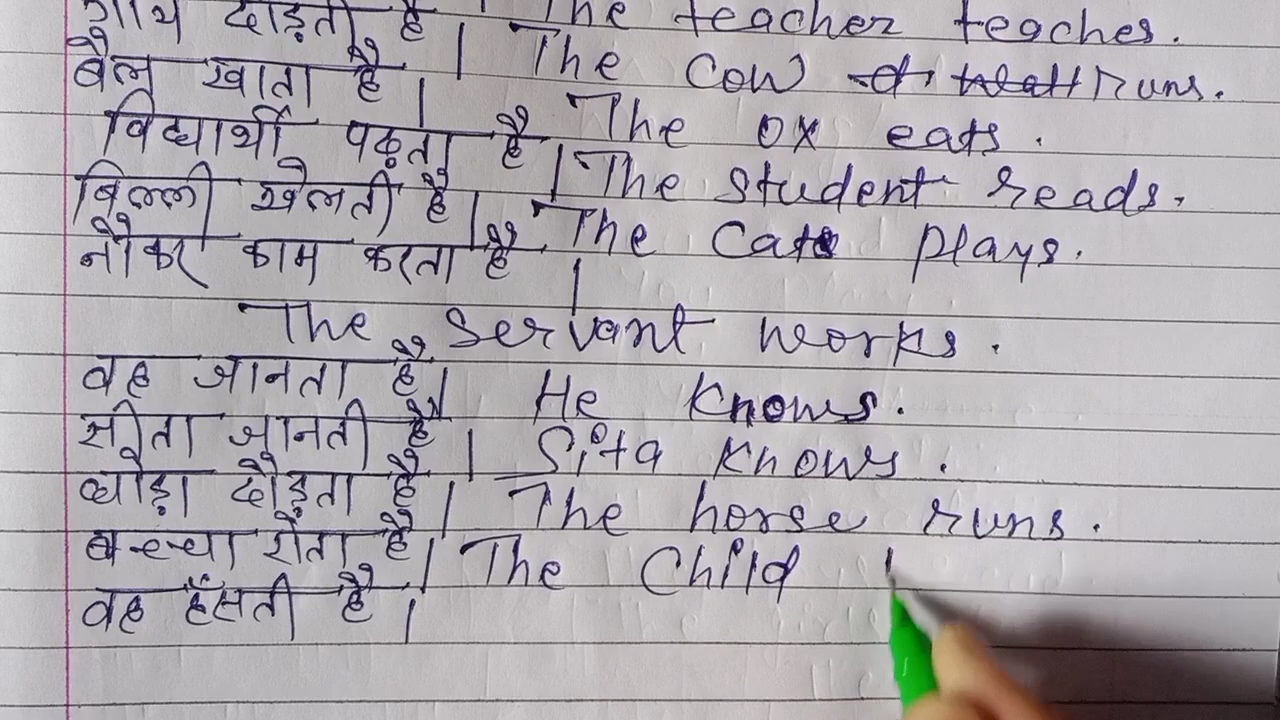 गाय दौड़ती है | The teacher teaches.
बैल खाता है | The Cow runs.
विद्यार्थी पढ़ता है | The ox eats.
बिल्ली खेलती है | The Student reads.
नौकर काम करता है | The Cat plays.
The Servant works.
वह जानता है | He Knows.
सीता जानती है | Sita Knows.
घोड़ा दौड़ता है | The horse runs.
बच्चा रोता है | The Child
वह हँसती है |